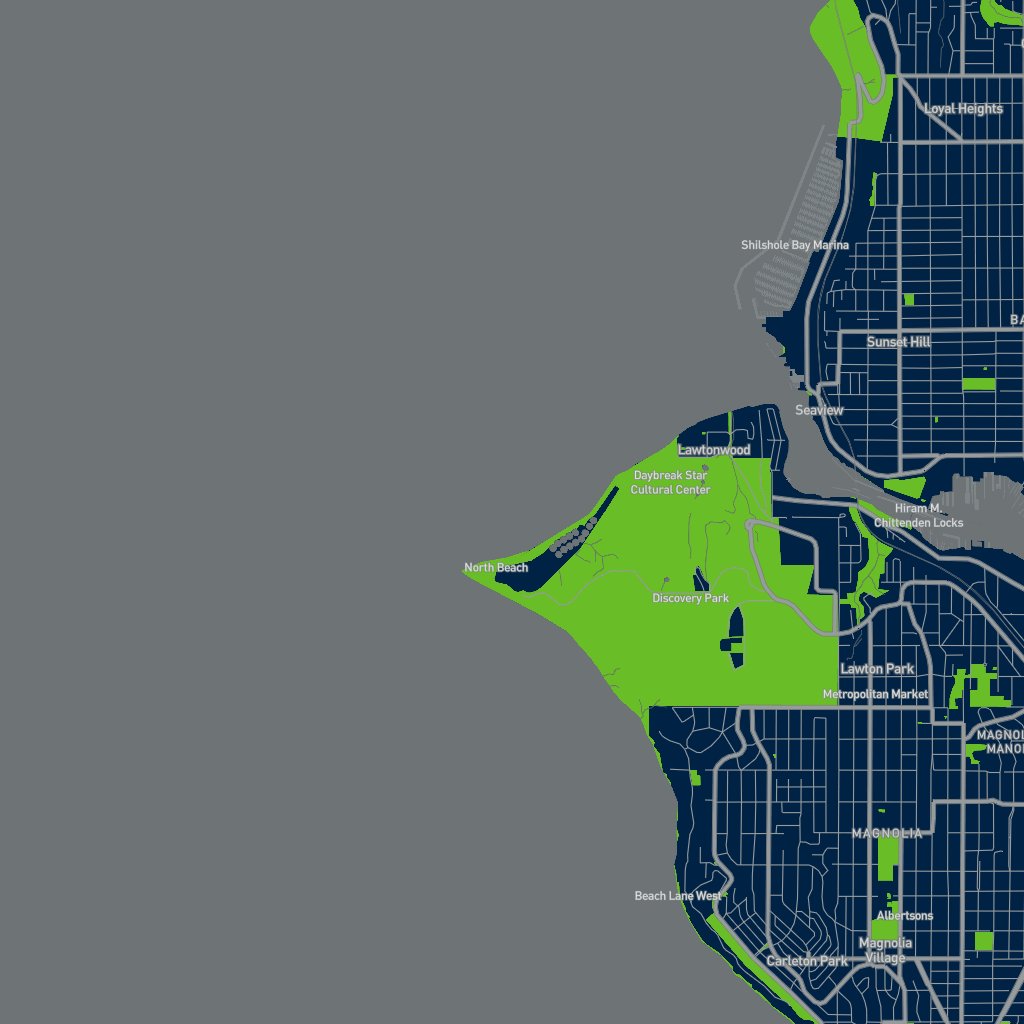 Loyal Heights
Shilshole Bay Marina
BA
Sunset Hill
Seaview
Lawtonwood
Daybreak Star
Cultural Center
Hiram M.
Chittenden Locks
North Beach
Discovery Park
Lawton Park
Metropolitan Market
MAGNOL
MANO
MAGNOLIA
Beach Lane West
Albertsons
Magnolia
Village
Carleton Park